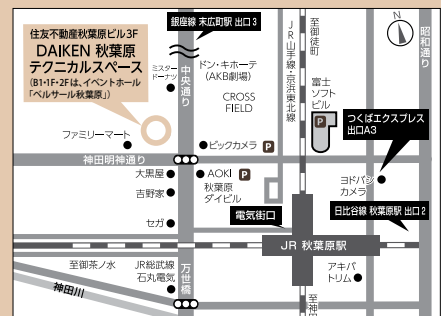 住友不動産秋葉原ビル3F
DAIKEN 秋葉原
テクニカルスペース
(B1・1F・2Fは、イベントホール
「ベルサール秋葉原」)
銀座線 末広町駅 出口3
ミスター
ドーナツ
中央通り
ドン・キホーテ
(AKB劇場)
CROSS
FIELD
JR山手線・京浜東北線
至御徒町
N
昭和通り
富士
ソフト
ビル
P
つくばエクスプレス
出口A3
ファミリーマート
ビックカメラ P
神田明神通り
大黒屋
AOKI P
吉野家
秋葉原
ダイビル
ヨドバシ
カメラ
セガ
電気街口
日比谷線 秋葉原駅 出口2
JR 秋葉原駅
至御茶ノ水
JR総武線
石丸電気
万世橋
神田川
アキバ
トリム
至神田